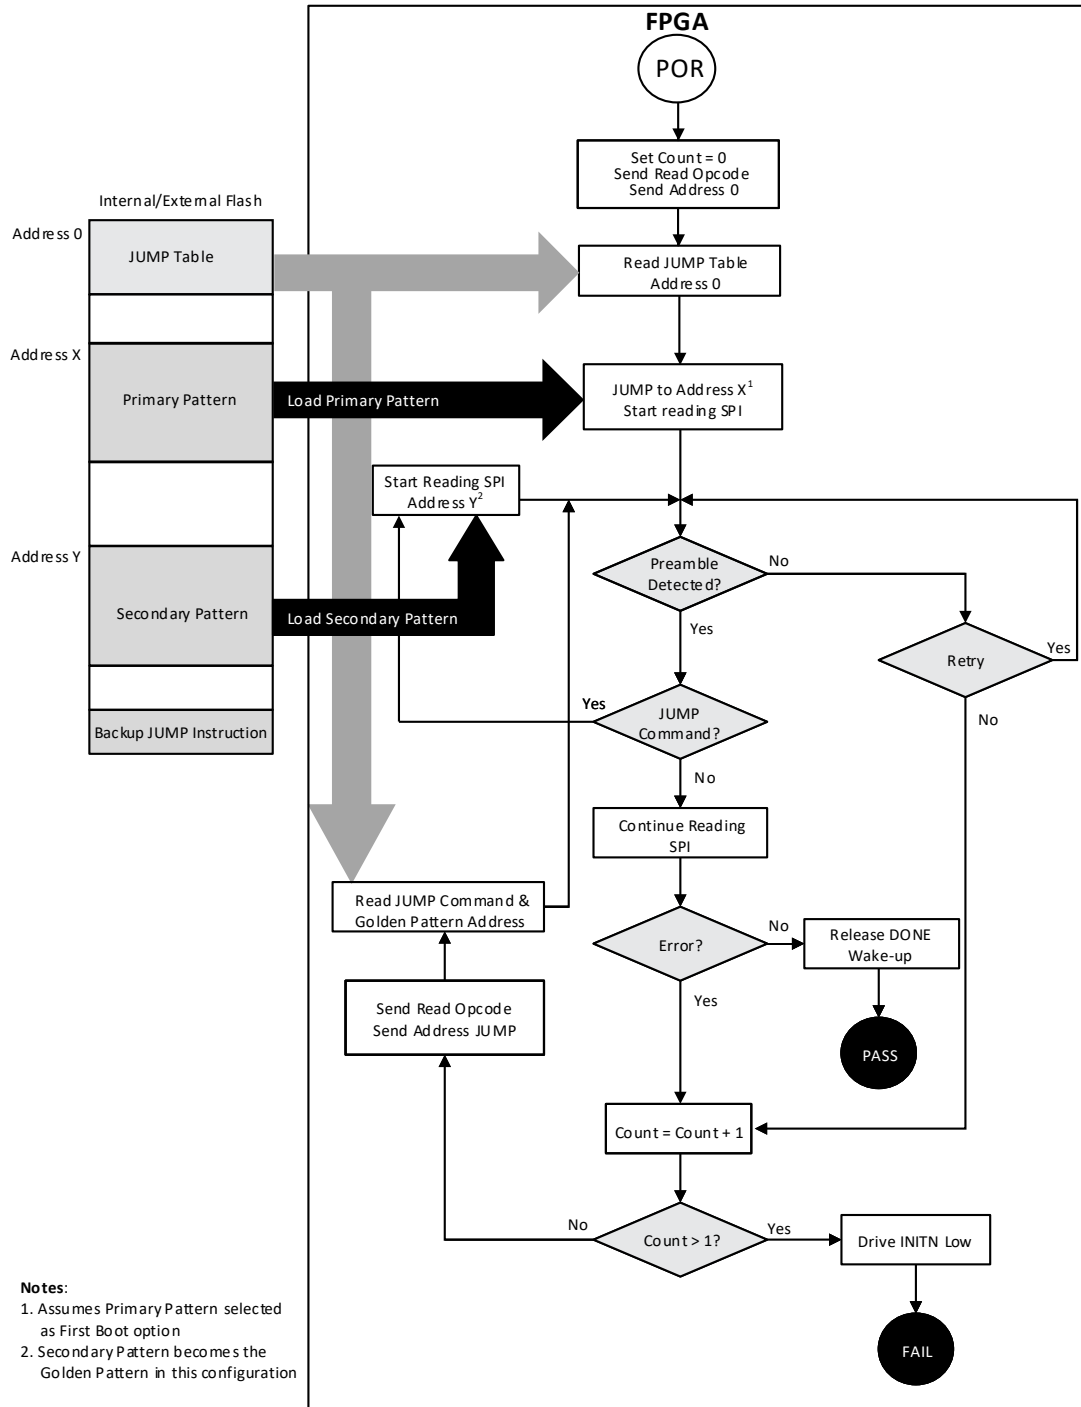 FPGA
POR
Set Count = 0
Send Read Opcode
Send Address 0
Internal/External Flash
Address 0
JUMP Table
Read JUMP Table
Address 0
Address X
Primary Pattern
Load Primary Pattern
JUMP to Address X1
Start reading SPI
Start Reading SPI
Address Y2
Address Y
Preamble
Detected?
No
Secondary Pattern
Load Secondary Pattern
Yes
Retry
Yes
Yes
JUMP
Command?
No
Backup JUMP Instruction
No
Continue Reading
SPI
Read JUMP Command &
Golden Pattern Address
Error?
No
Release DONE
Wake-up
Yes
Send Read Opcode
Send Address JUMP
PASS
Count = Count + 1
No
Count > 1?
Yes
Drive INITN Low
FAIL
Notes:
1. Assumes Primary Pattern selected
as First Boot option
2. Secondary Pattern becomes the
Golden Pattern in this configuration